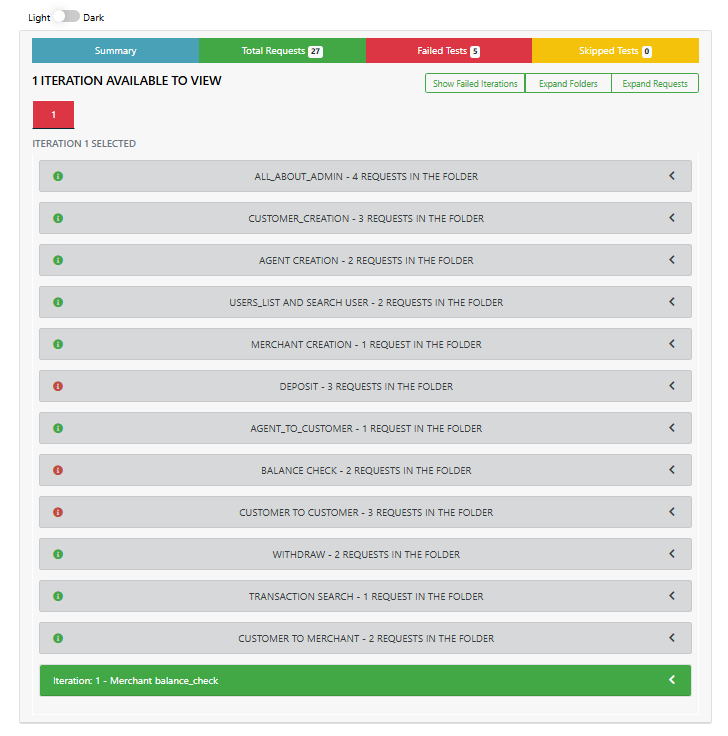 Light Dark
Summary Total Requests 27 Failed Tests 5 Skipped Tests 0
1 ITERATION AVAILABLE TO VIEW Show Failed Iterations Expand Folders Expand Requests
1
ITERATION 1 SELECTED
ALL_ABOUT_ADMIN - 4 REQUESTS IN THE FOLDER
CUSTOMER_CREATION - 3 REQUESTS IN THE FOLDER
AGENT CREATION - 2 REQUESTS IN THE FOLDER
USERS_LIST AND SEARCH USER - 2 REQUESTS IN THE FOLDER
MERCHANT CREATION - 1 REQUEST IN THE FOLDER
DEPOSIT - 3 REQUESTS IN THE FOLDER
AGENT_TO_CUSTOMER - 1 REQUEST IN THE FOLDER
BALANCE CHECK - 2 REQUESTS IN THE FOLDER
CUSTOMER TO CUSTOMER - 3 REQUESTS IN THE FOLDER
WITHDRAW - 2 REQUESTS IN THE FOLDER
TRANSACTION SEARCH - 1 REQUEST IN THE FOLDER
CUSTOMER TO MERCHANT - 2 REQUESTS IN THE FOLDER
Iteration: 1 - Merchant balance_check